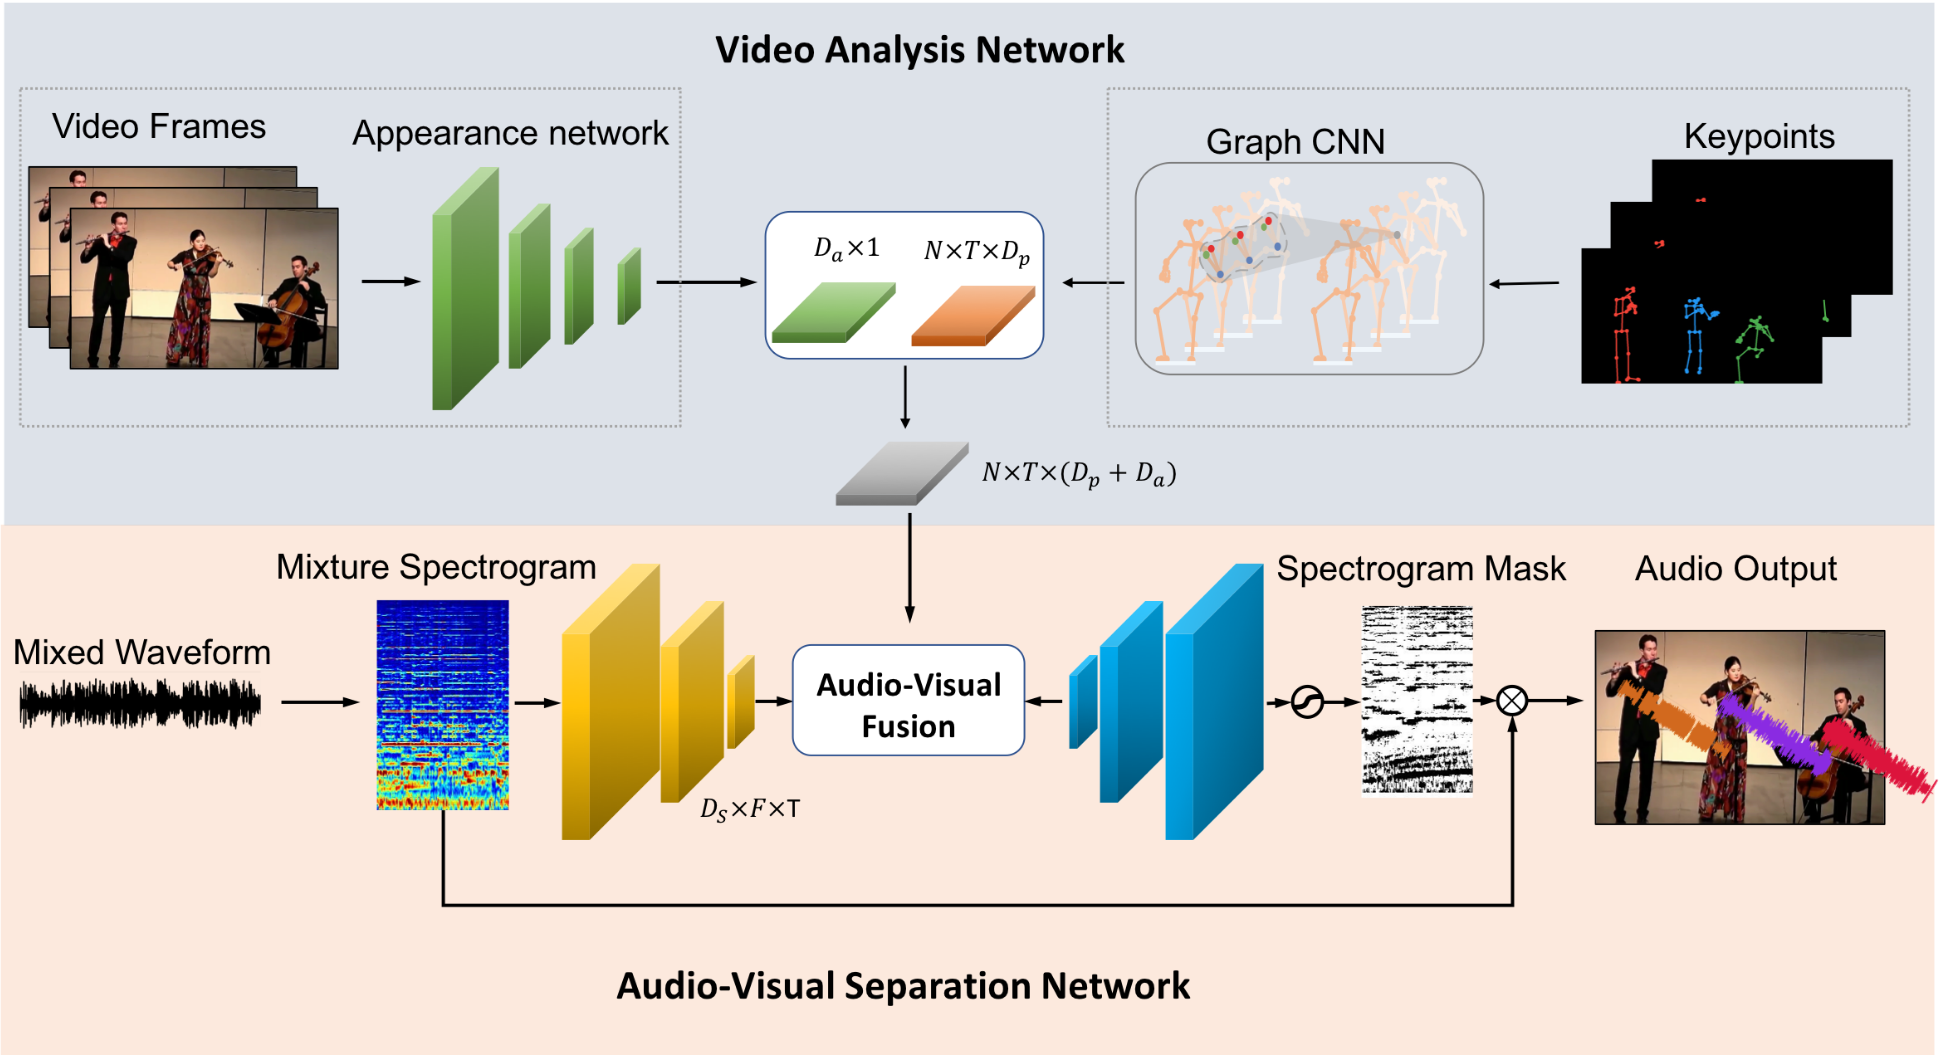 Video Analysis Network
Video Frames
Appearance network
Graph CNN
Keypoints
D_a×1
N×T×D_p
N×T×(D_p + D_a)
Mixture Spectrogram
Spectrogram Mask
Audio Output
Mixed Waveform
Audio-Visual
Fusion
D_S×F×T
Audio-Visual Separation Network